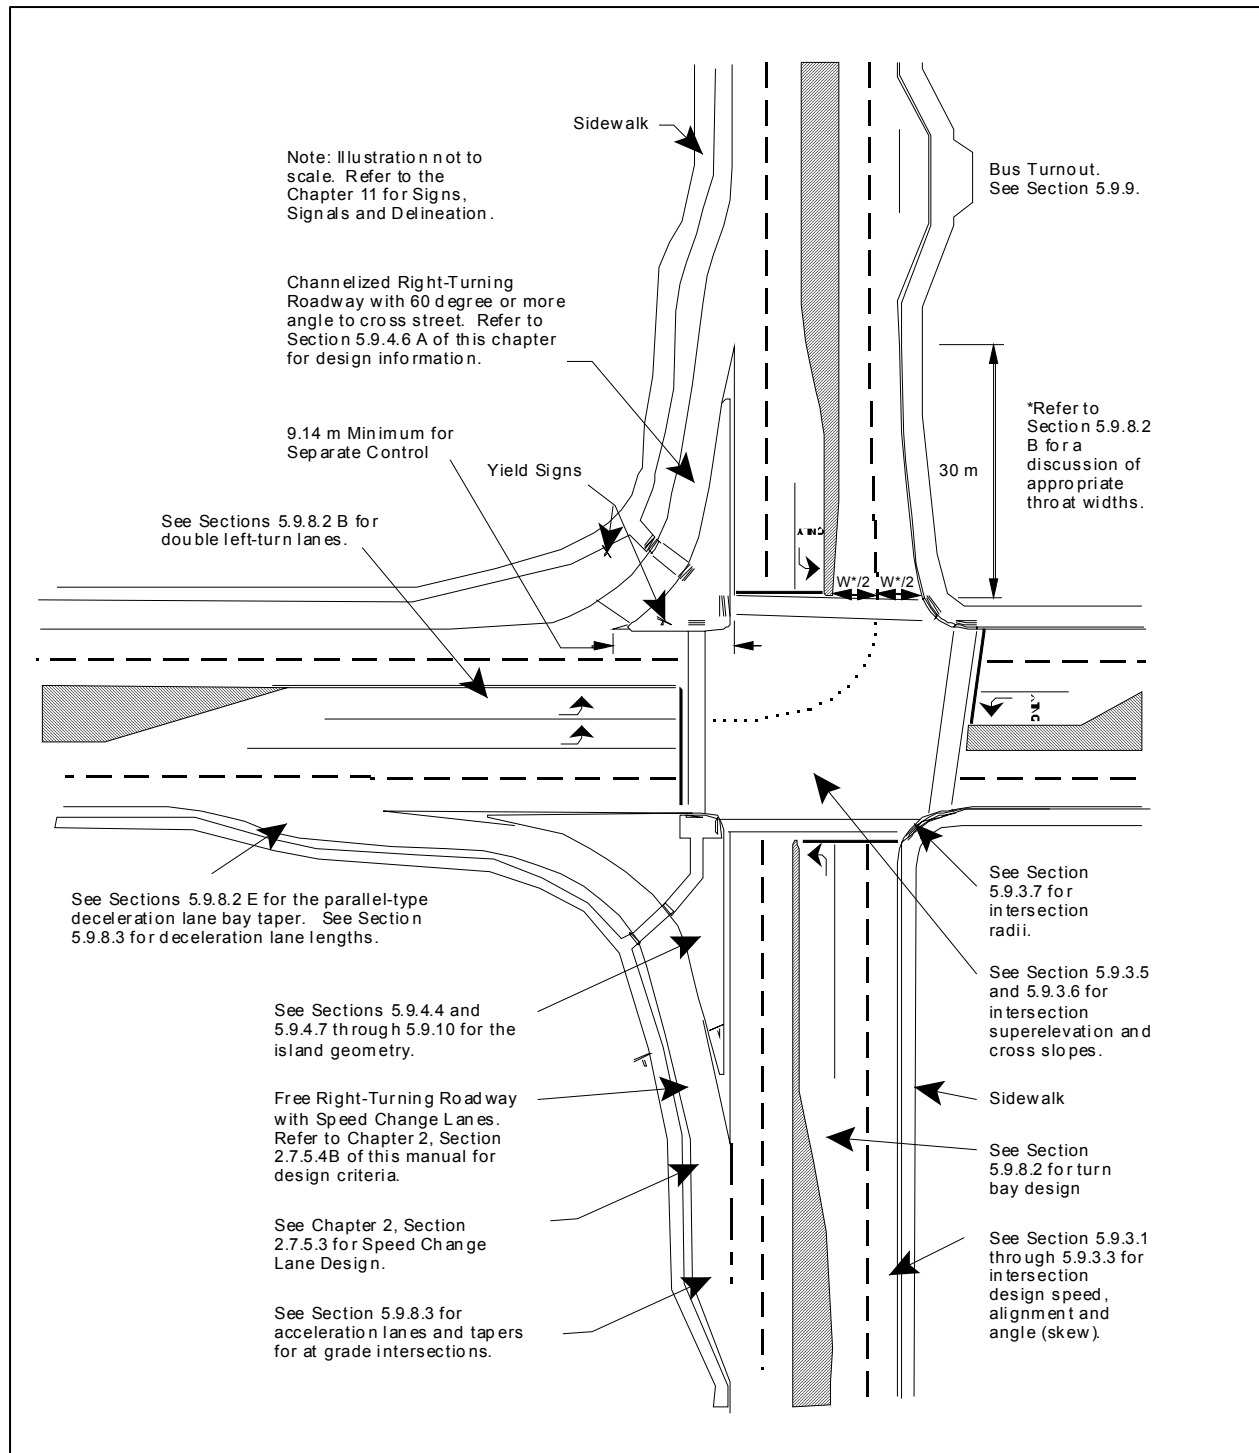 Sidewalk
Note: Illustration not to
scale. Refer to the
Chapter 11 for Signs,
Signals and Delineation.
Bus Turnout.
See Section 5.9.9.
Channelized Right-Turning
Roadway with 60 degree or more
angle to cross street. Refer to
Section 5.9.4.6 A of this chapter
for design information.
*Refer to
Section 5.9.8.2
B for a
discussion of
appropriate
throat widths.
30 m
9.14 m Minimum for
Separate Control
Yield Signs
See Sections 5.9.8.2 B for
double left-turn lanes.
ONLY
W*/2
W*/2
See Sections 5.9.8.2 E for the parallel-type
deceleration lane bay taper. See Section
5.9.8.3 for deceleration lane lengths.
See Section
5.9.3.7 for
intersection
radii.
See Sections 5.9.4.4 and
5.9.4.7 through 5.9.10 for the
island geometry.
See Section 5.9.3.5
and 5.9.3.6 for
intersection
superelevation and
cross slopes.
Free Right-Turning Roadway
with Speed Change Lanes.
Refer to Chapter 2, Section
2.7.5.4B of this manual for
design criteria.
Sidewalk
See Section
5.9.8.2 for turn
bay design
See Chapter 2, Section
2.7.5.3 for Speed Change
Lane Design.
See Section 5.9.3.1
through 5.9.3.3 for
intersection
design speed,
alignment and
angle (skew).
See Section 5.9.8.3 for
acceleration lanes and tapers
for at grade intersections.